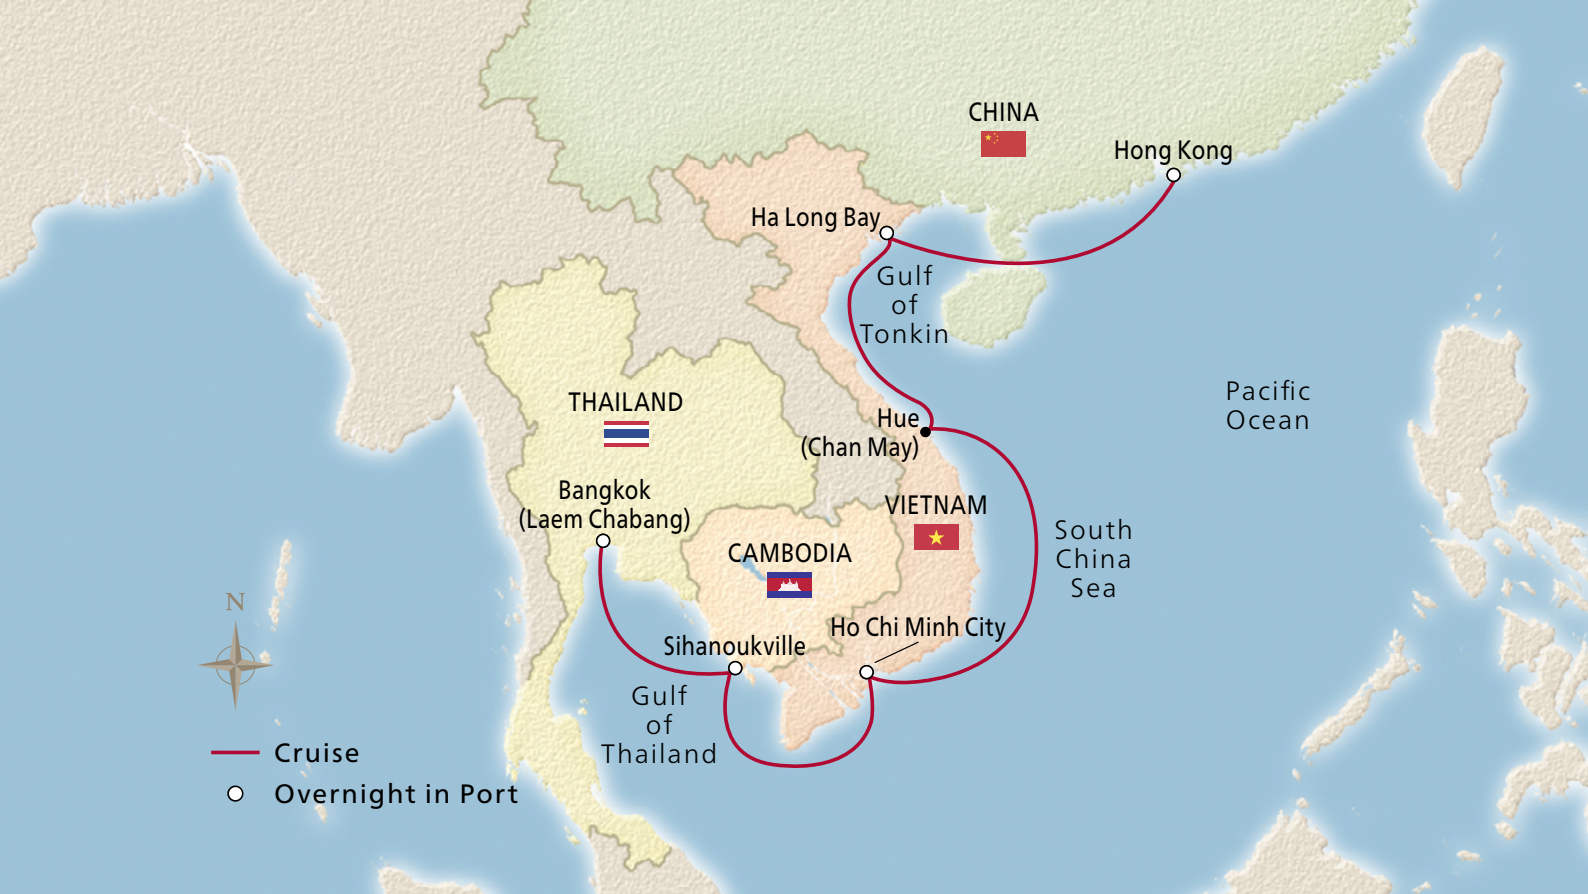 CHINA
Hong Kong
Ha Long Bay
Gulf
of
Tonkin
Pacific
Ocean
THAILAND
Hue
(Chan May)
Bangkok
(Laem Chabang)
VIETNAM
South
China
Sea
CAMBODIA
N
Ho Chi Minh City
Sihanoukville
Gulf
of
Thailand
Cruise
Overnight in Port